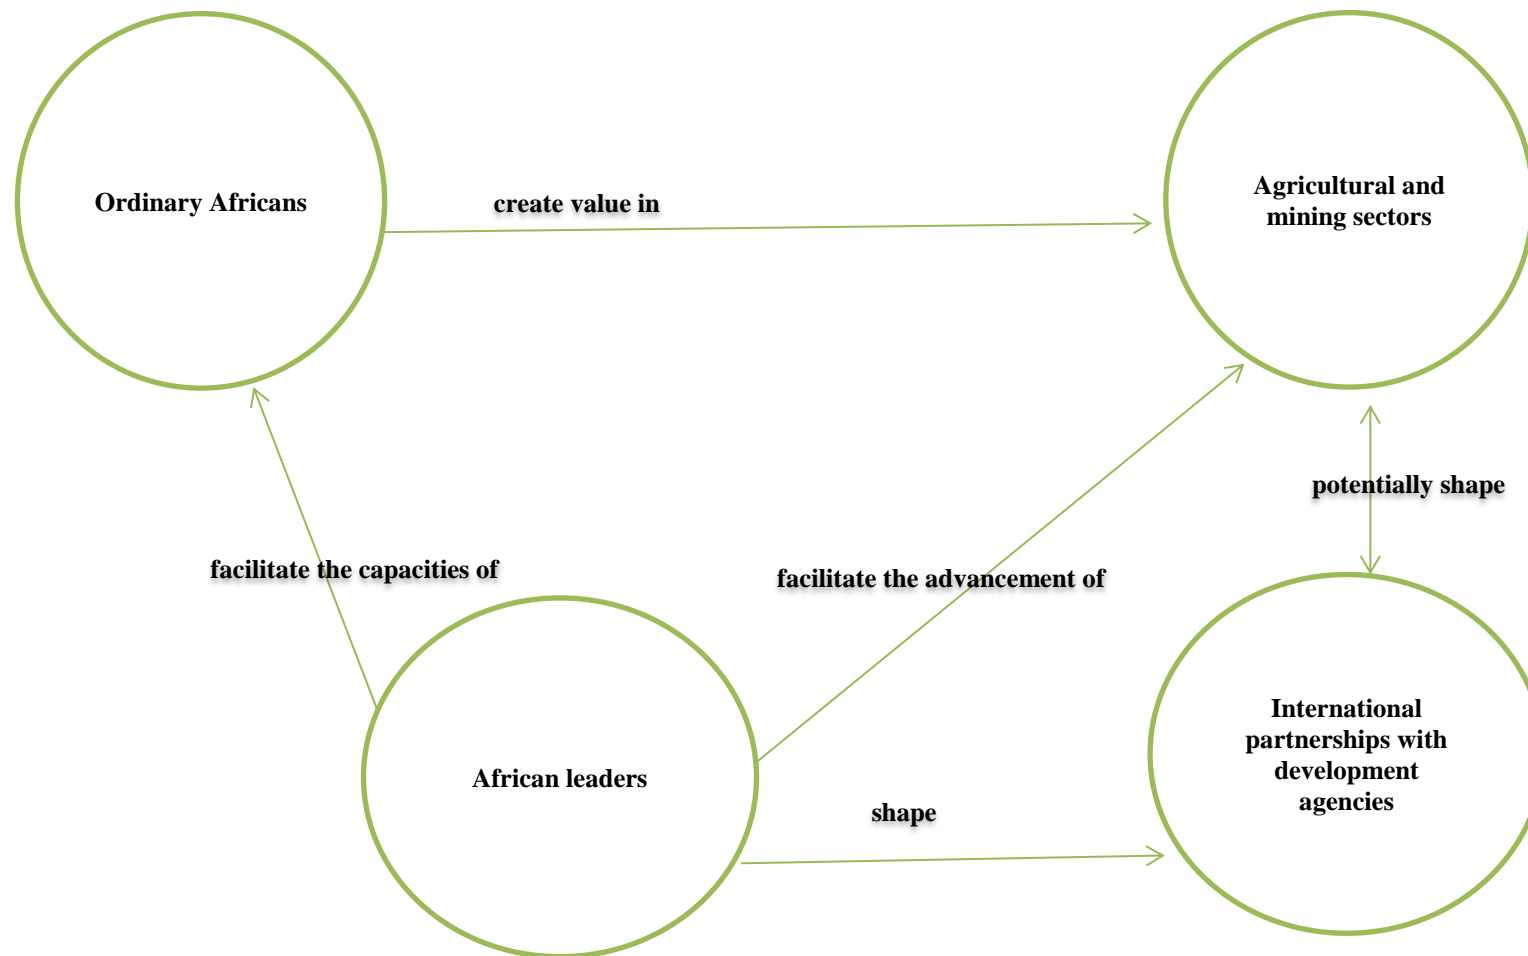 Ordinary Africans
create value in
Agricultural and
mining sectors
potentially shape
facilitate the capacities of
facilitate the advancement of
International
partnerships with
development
agencies
African leaders
shape